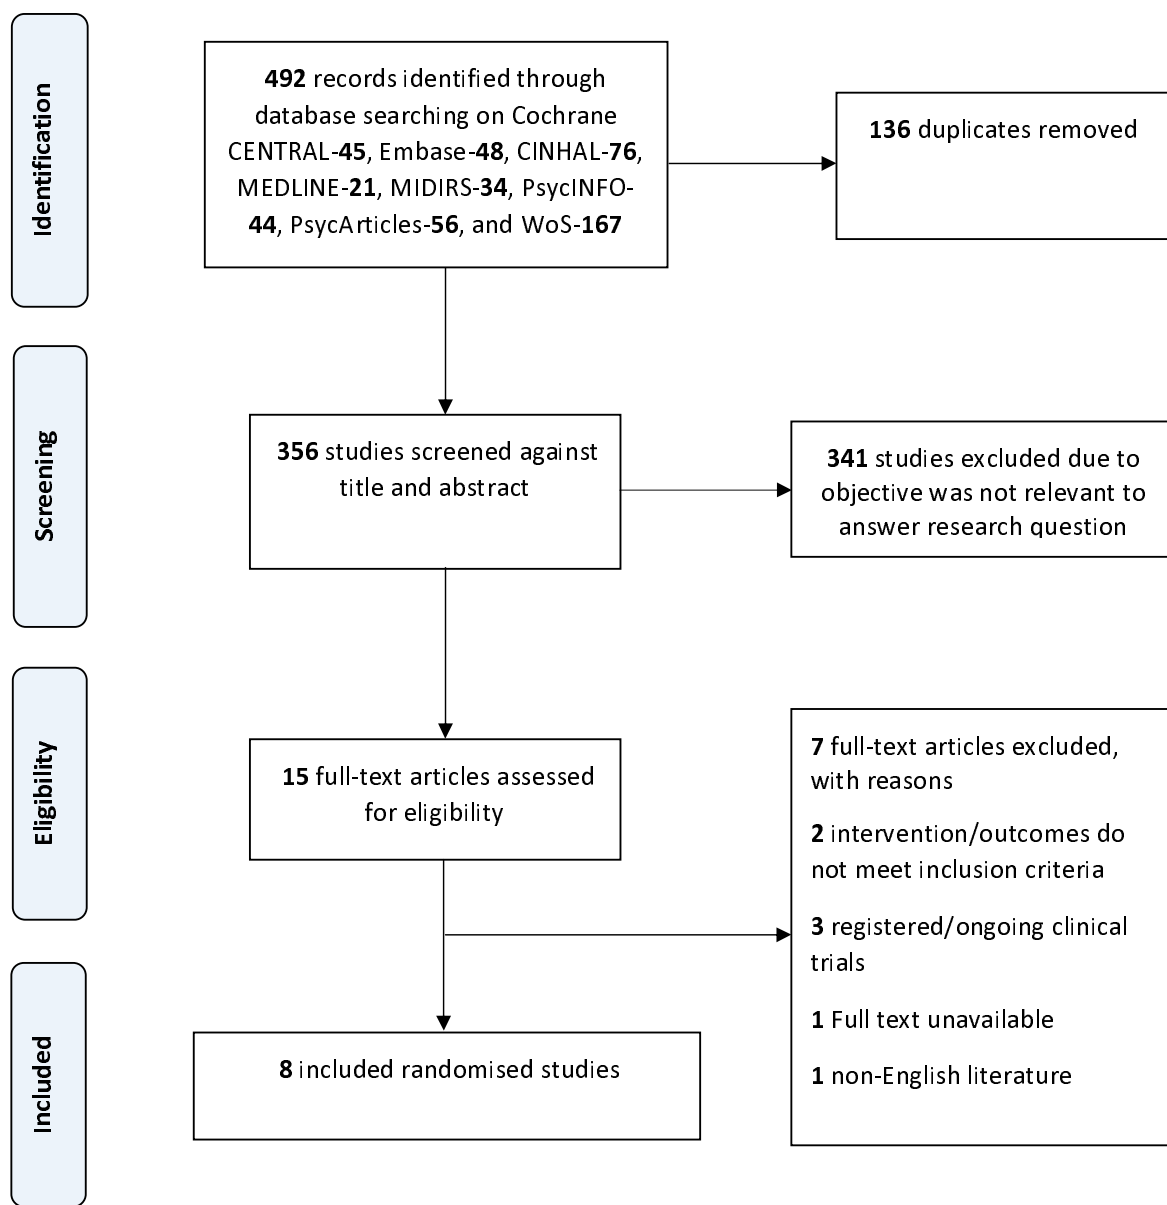 Identification
492 records identified through
database searching on Cochrane
CENTRAL-45, Embase-48, CINHAL-76,
MEDLINE-21, MIDIRS-34, PsycINFO-
44, PsycArticles-56, and WoS-167
136 duplicates removed
Screening
356 studies screened against
title and abstract
341 studies excluded due to
objective was not relevant to
answer research question
Eligibility
15 full-text articles assessed
for eligibility
7 full-text articles excluded,
with reasons
2 intervention/outcomes do
not meet inclusion criteria
3 registered/ongoing clinical
trials
1 Full text unavailable
1 non-English literature
Included
8 included randomised studies